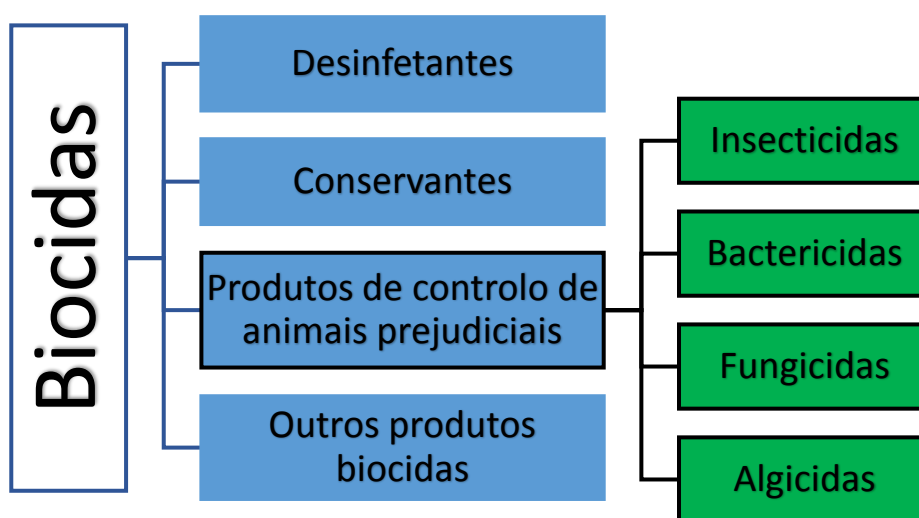 Biocidas
Desinfetantes
Conservantes
Produtos de controlo de
animais prejudiciais
Outros produtos
biocidas
Insecticidas
Bactericidas
Fungicidas
Algicidas